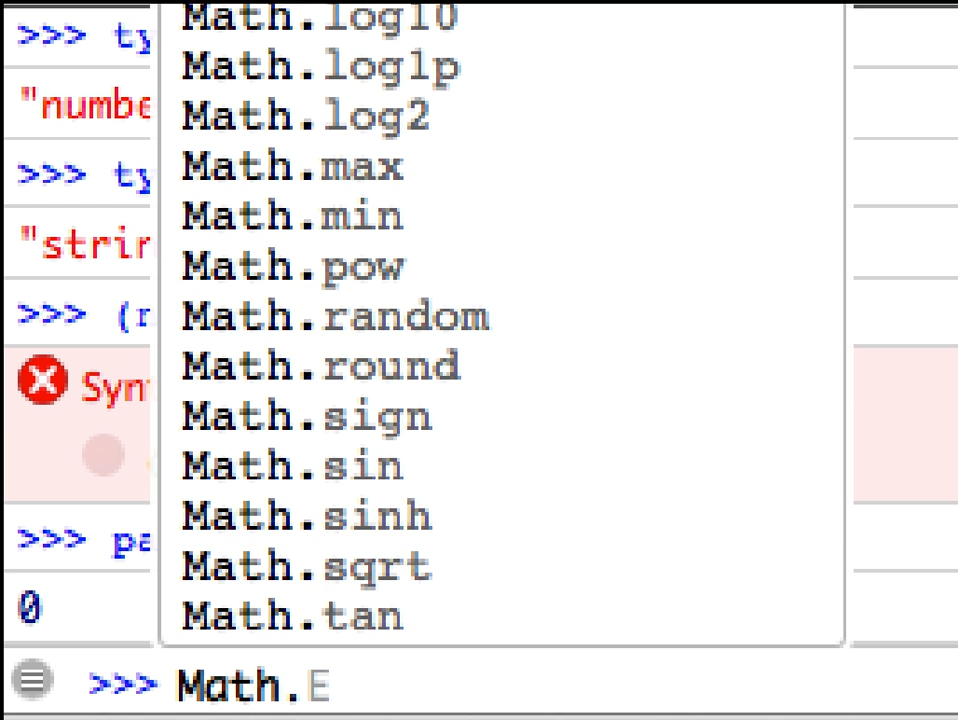 Math.log10
>>> ty
Math.log1p
"numbe
Math.log2
>>> ty
Math.max
Math.min
"strin
Math.pow
>>> (r
Math.random
Math.round
Syn
Math.sign
Math.sin
Math.sinh
>>> pa
Math.sqrt
0
Math.tan
>>> Math.E